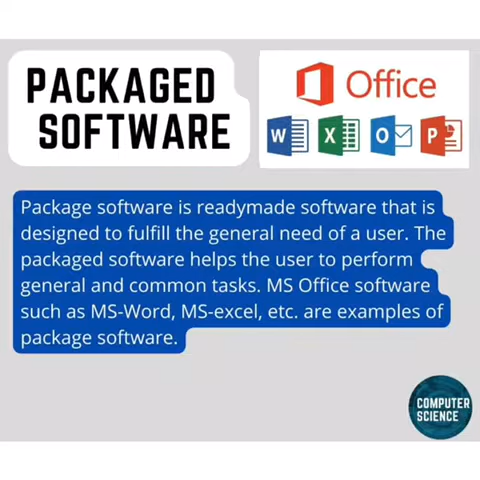 PACKAGED
SOFTWARE
Office
W X O P
Package software is readymade software that is
designed to fulfill the general need of a user. The
packaged software helps the user to perform
general and common tasks. MS Office software
such as MS-Word, MS-excel, etc. are examples of
package software.
COMPUTER
SCIENCE